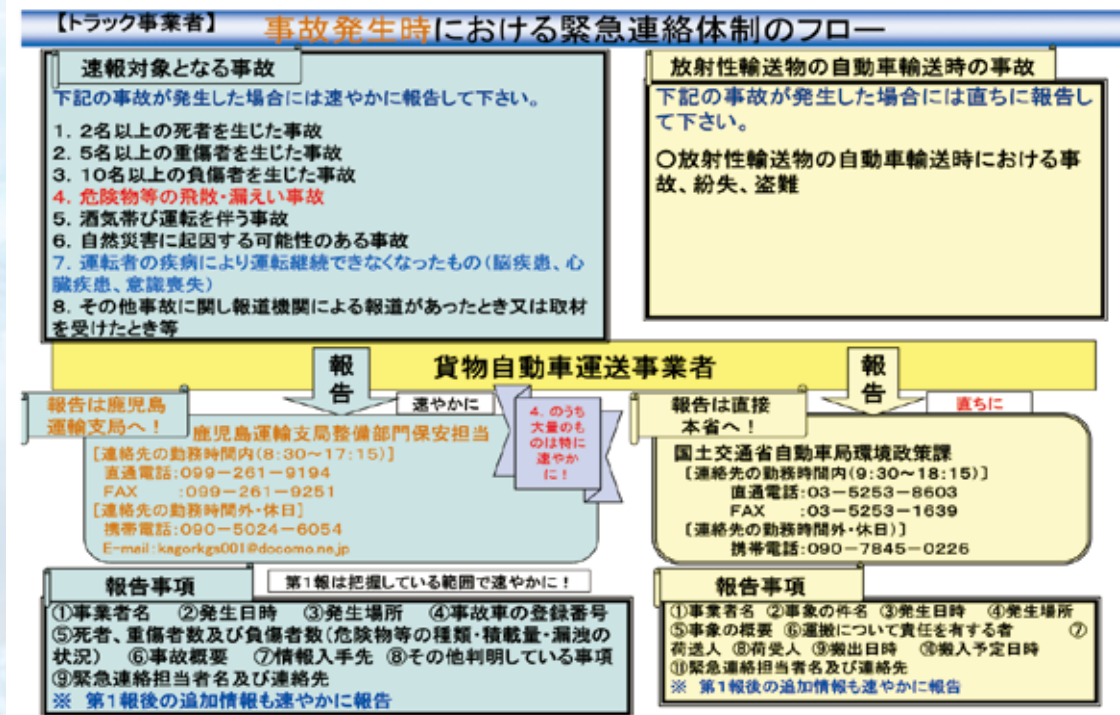 【トラック事業者】 事故発生時における緊急連絡体制のフロー
速報対象となる事故
下記の事故が発生した場合には速やかに報告して下さい。
1. 2名以上の死者を生じた事故
2. 5名以上の重傷者を生じた事故
3. 10名以上の負傷者を生じた事故
4. 危険物等の飛散・漏えい事故
5. 酒気帯び運転を伴う事故
6. 自然災害に起因する可能性のある事故
7. 運転者の疾病により運転継続できなくなったもの(脳疾患、心
臓疾患、意識喪失)
8. その他事故に関し報道機関による報道があったとき又は取材
を受けたとき等
放射性輸送物の自動車輸送時の事故
下記の事故が発生した場合には直ちに報告し
て下さい。
〇放射性輸送物の自動車輸送時における事
故、紛失、盗難
貨物自動車運送事業者
報告
速やかに
報告は鹿児島
運輸支局へ!
鹿児島運輸支局整備部門保安担当
[連絡先の勤務時間内(8:30~17:15)]
直通電話:099-261-9194
FAX :099-261-9251
[連絡先の勤務時間外・休日]
携帯電話:090-5024-6054
E-mail:kagorkgs001@docomo.ne.jp
4. のうち
大量のも
のは特に
速やか
に!
報告
直ちに
報告は直接
本省へ!
国土交通省自動車局環境政策課
[連絡先の勤務時間内(9:30~18:15)]
直通電話:03-5253-8603
FAX :03-5253-1639
[連絡先の勤務時間外・休日)]
携帯電話:090-7845-0226
報告事項
第1報は把握している範囲で速やかに!
①事業者名 ②発生日時 ③発生場所 ④事故車の登録番号
⑤死者、重傷者数及び負傷者数(危険物等の種類・積載量・漏洩の
状況) ⑥事故概要 ⑦情報入手先 ⑧その他判明している事項
⑨緊急連絡担当者名及び連絡先
※ 第1報後の追加情報も速やかに報告
報告事項
①事業者名 ②事象の件名 ③発生日時 ④発生場所
⑤事象の概要 ⑥運搬について責任を有する者 ⑦
荷送人 ⑧荷受人 ⑨搬出日時 ⑩搬入予定日時
⑪緊急連絡担当者名及び連絡先
※ 第1報後の追加情報も速やかに報告